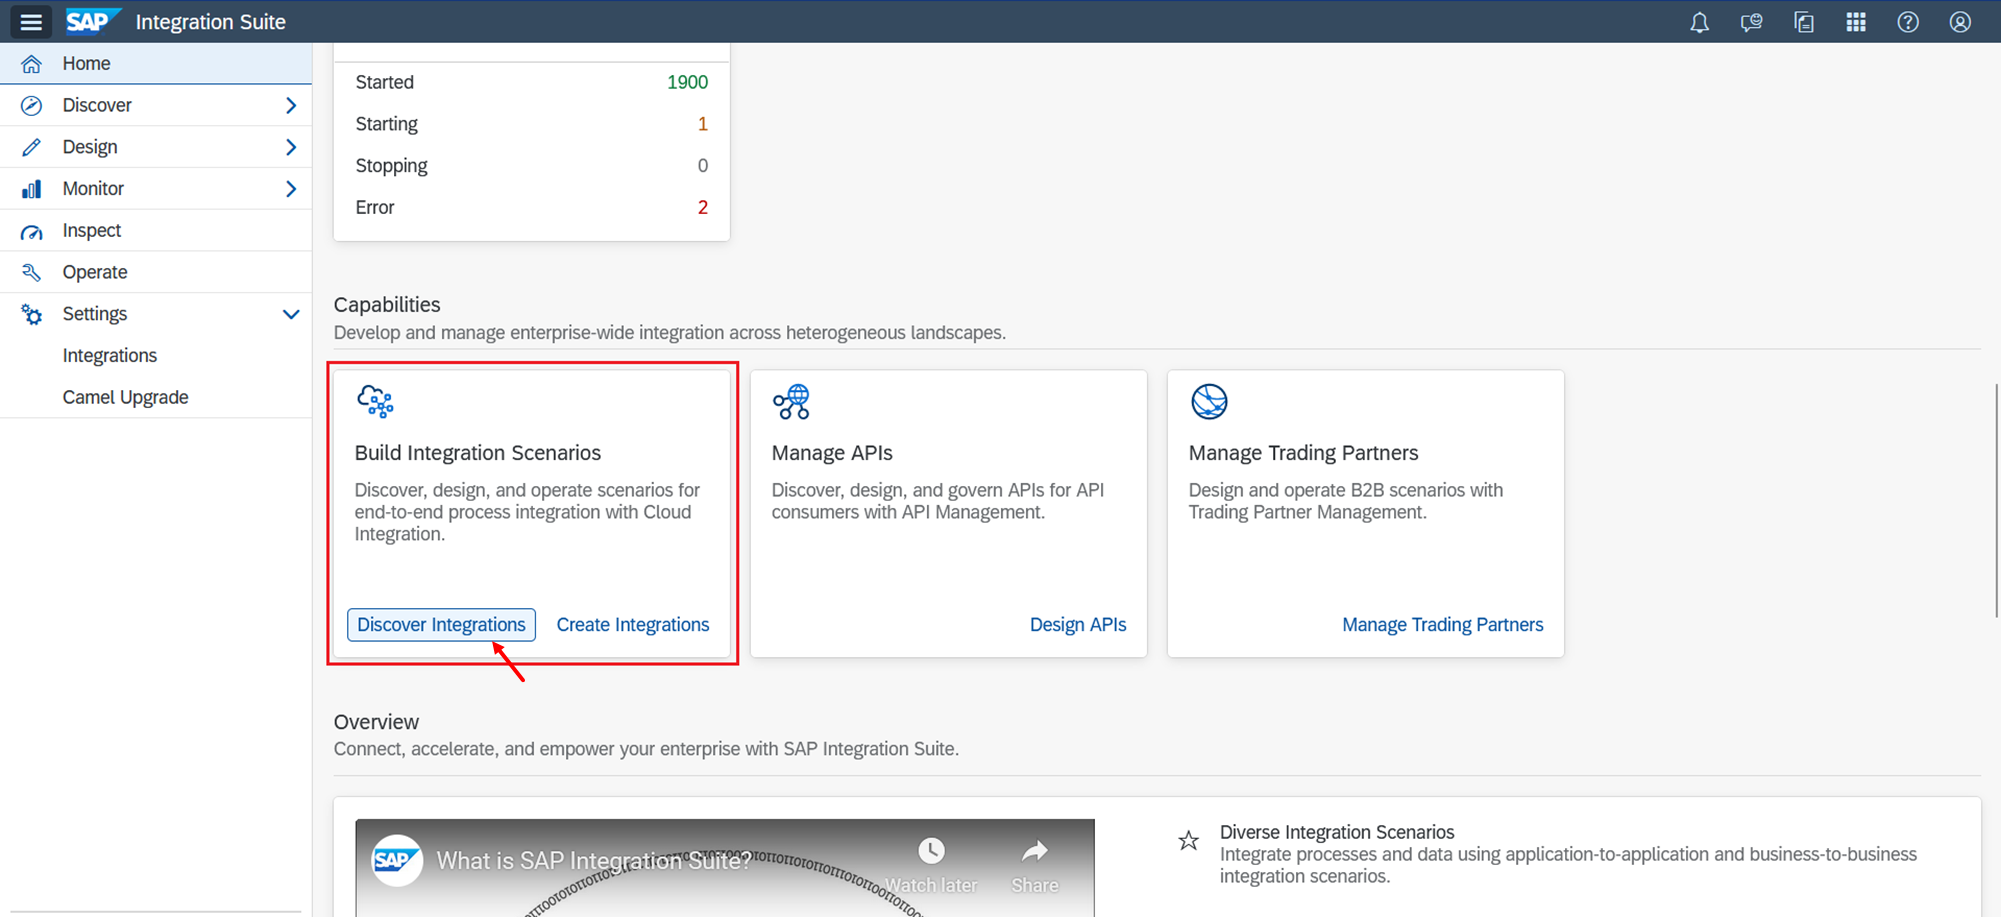 SAP Integration Suite
Home
Discover
Design
Monitor
Inspect
Operate
Settings
Integrations
Camel Upgrade
Started 1900
Starting 1
Stopping 0
Error 2
Capabilities
Develop and manage enterprise-wide integration across heterogeneous landscapes.
Build Integration Scenarios
Discover, design, and operate scenarios for
end-to-end process integration with Cloud
Integration.
Discover Integrations Create Integrations
Manage APIs
Discover, design, and govern APIs for API
consumers with API Management.
Design APIs
Manage Trading Partners
Design and operate B2B scenarios with
Trading Partner Management.
Manage Trading Partners
Overview
Connect, accelerate, and empower your enterprise with SAP Integration Suite.
SAP What is SAP Integration Suite?
Watch later Share
Diverse Integration Scenarios
Integrate processes and data using application-to-application and business-to-business
integration scenarios.